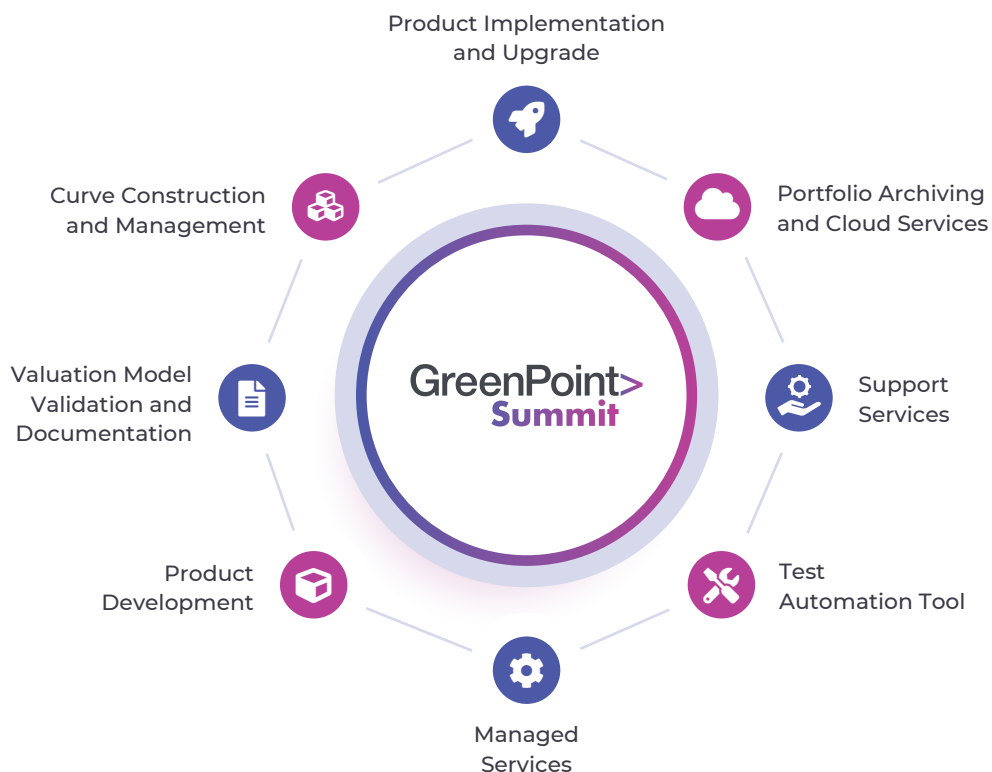 Product Implementation
and Upgrade
Curve Construction
and Management
Portfolio Archiving
and Cloud Services
Valuation Model
Validation and
Documentation
GreenPoint>
Summit
Support
Services
Product
Development
Test
Automation Tool
Managed
Services